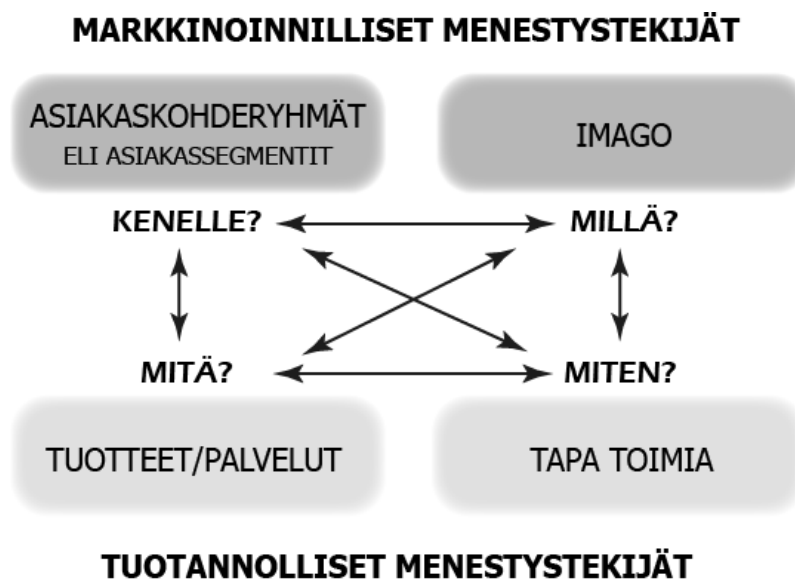 MARKKINOINNILLISET MENESTYSTEKIJÄT
ASIAKASKOHDERYHMÄT
ELI ASIAKASSEGMENTIT
IMAGO
KENELLE?
MILLÄ?
MITÄ?
MITEN?
TUOTTEET/PALVELUT
TAPA TOIMIA
TUOTANNOLLISET MENESTYSTEKIJÄT